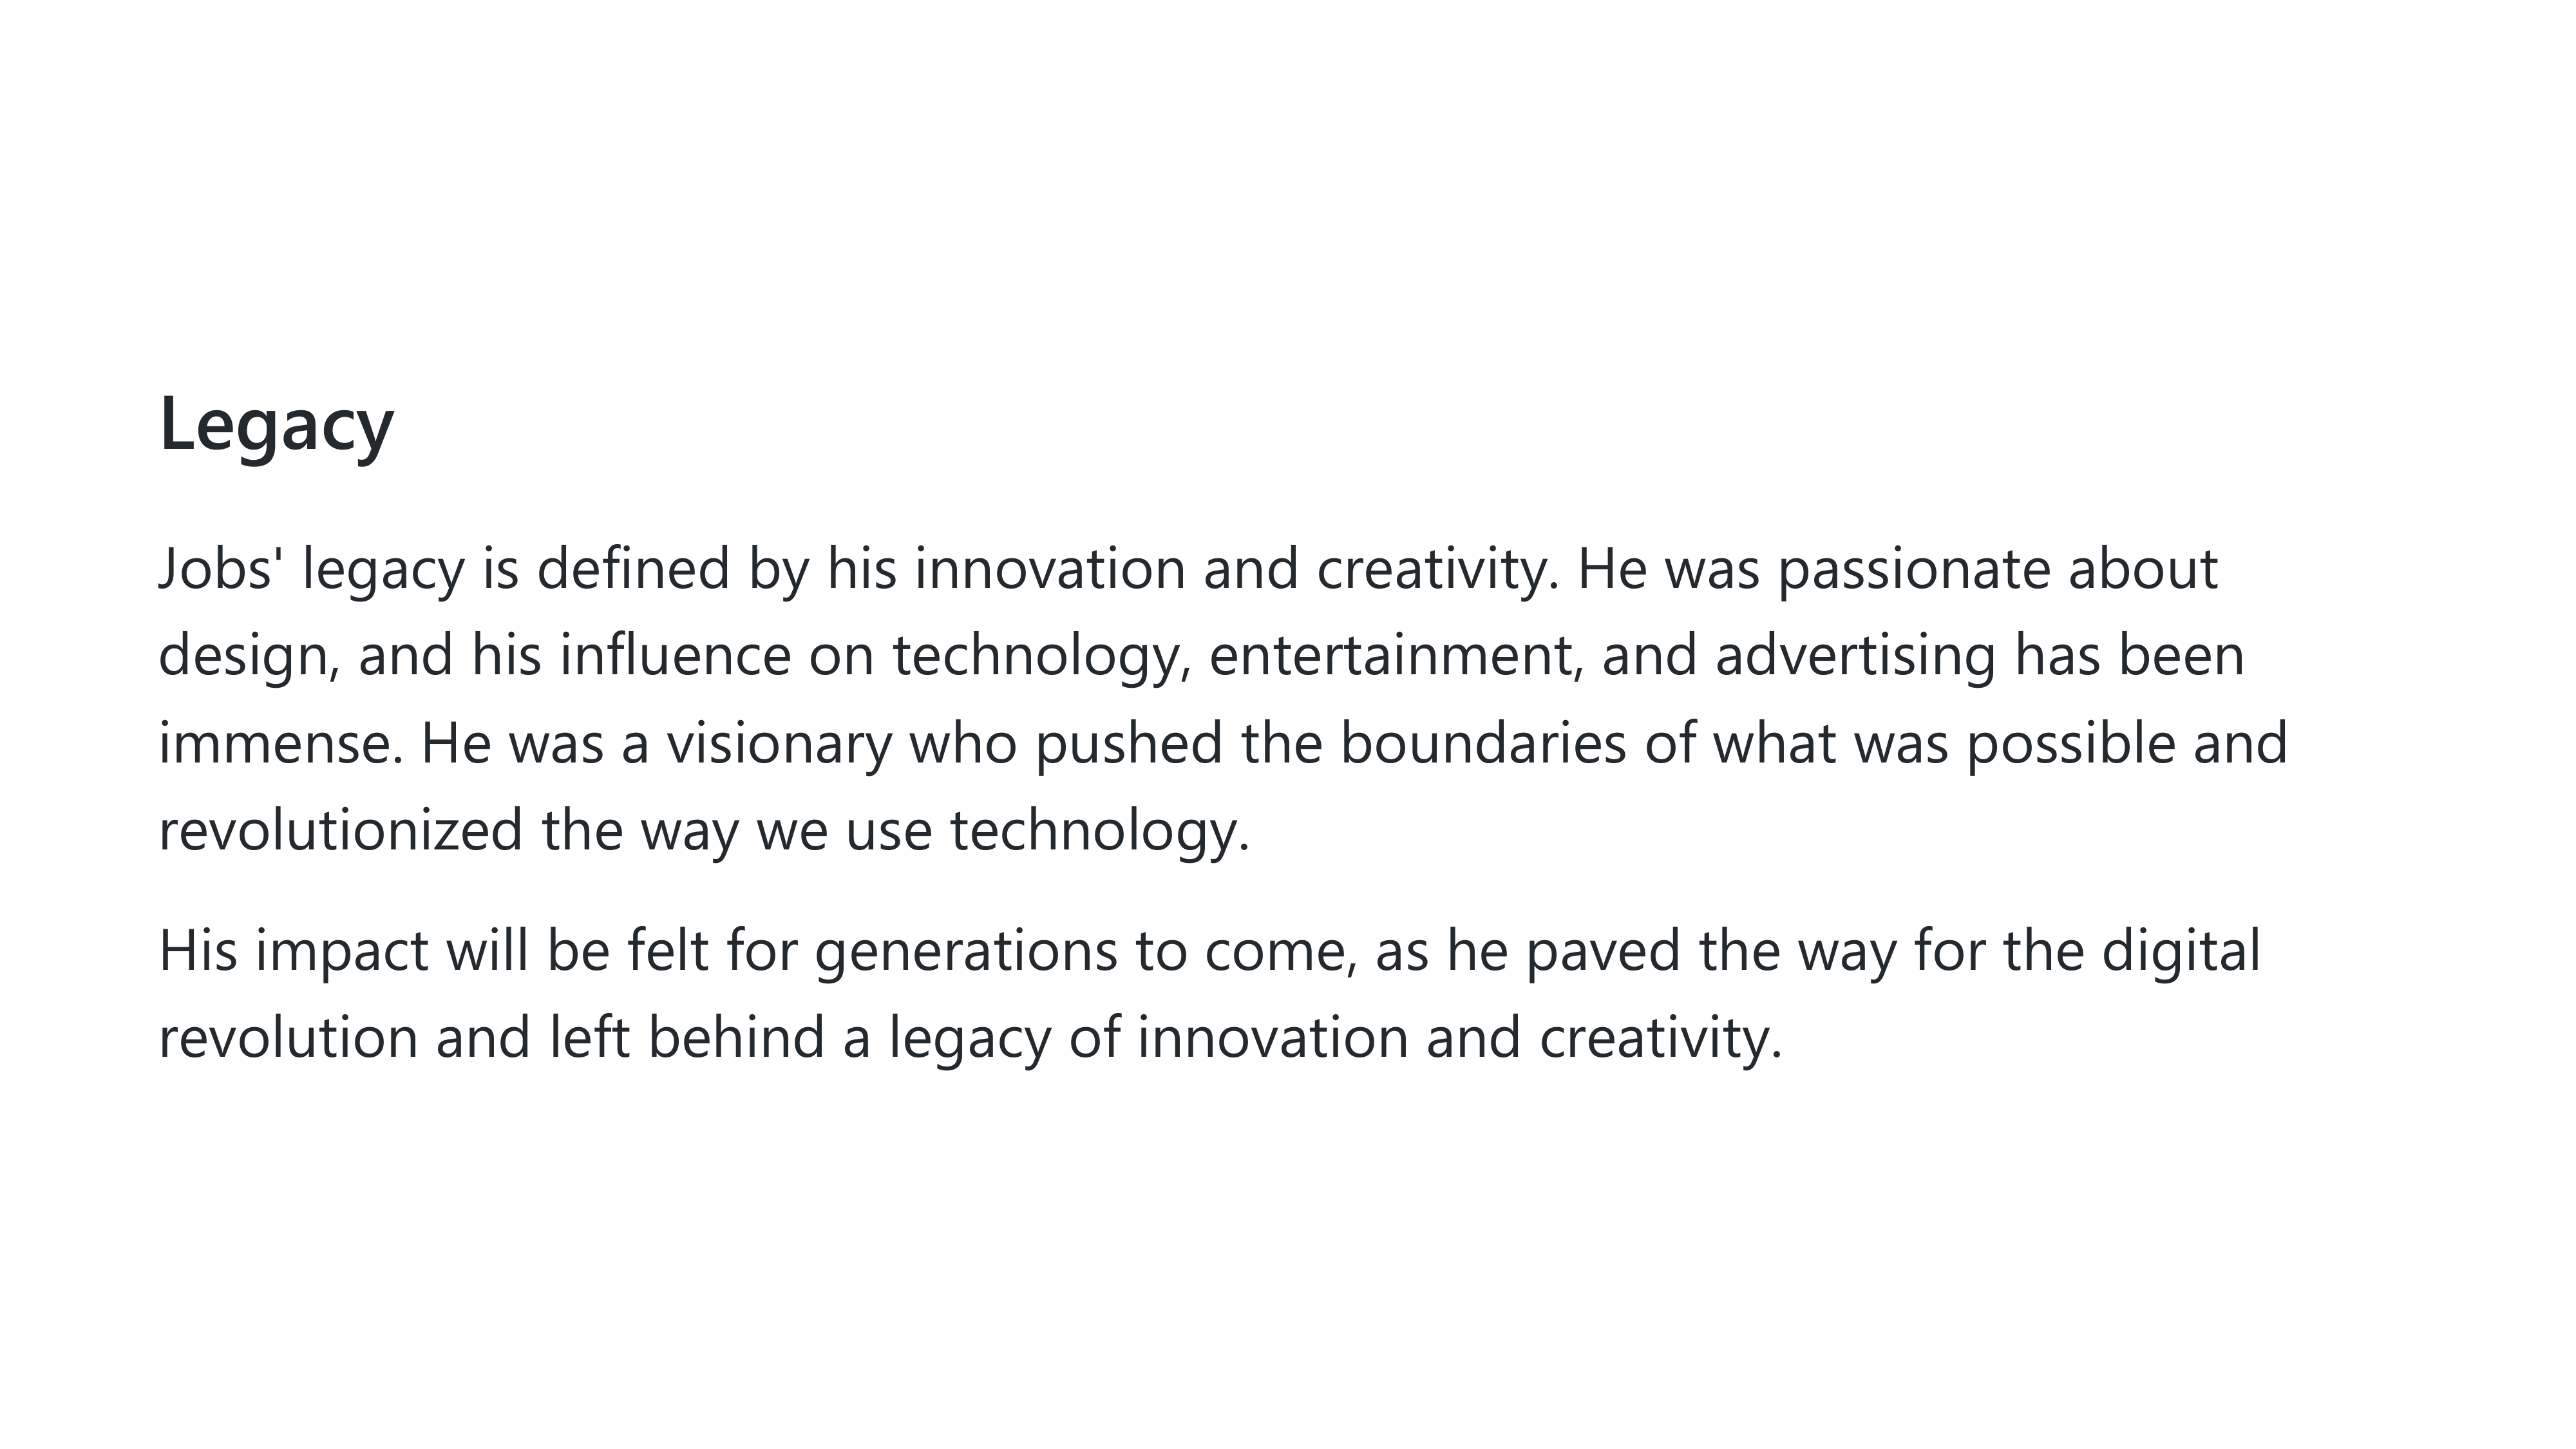 Legacy
Jobs' legacy is defined by his innovation and creativity. He was passionate about
design, and his influence on technology, entertainment, and advertising has been
immense. He was a visionary who pushed the boundaries of what was possible and
revolutionized the way we use technology.
His impact will be felt for generations to come, as he paved the way for the digital
revolution and left behind a legacy of innovation and creativity.